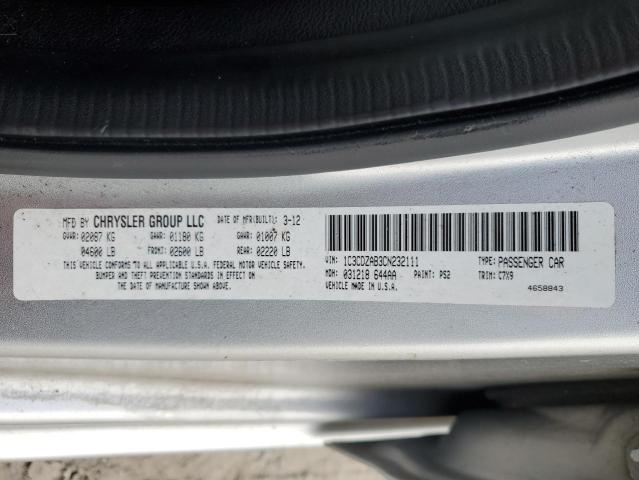 MFD BY CHRYSLER GROUP LLC DATE OF MFR(BUILT): 3-12
GVWR: 02087 KG GAWR: 01180 KG GAWR: 01007 KG
04600 LB FRONT: 02600 LB REAR: 02220 LB
THIS VEHICLE CONFORMS TO ALL APPLICABLE U.S.A. FEDERAL MOTOR VEHICLE SAFETY,
BUMPER AND THEFT PREVENTION STANDARDS IN EFFECT ON
THE DATE OF MANUFACTURE SHOWN ABOVE.
VIN: 1C3CDZAB3CN232111 TYPE: PASSENGER CAR
MDH: 031218 644AA PAINT: PS2 TRIM: C7X9
VEHICLE MADE IN U.S.A. 4658843